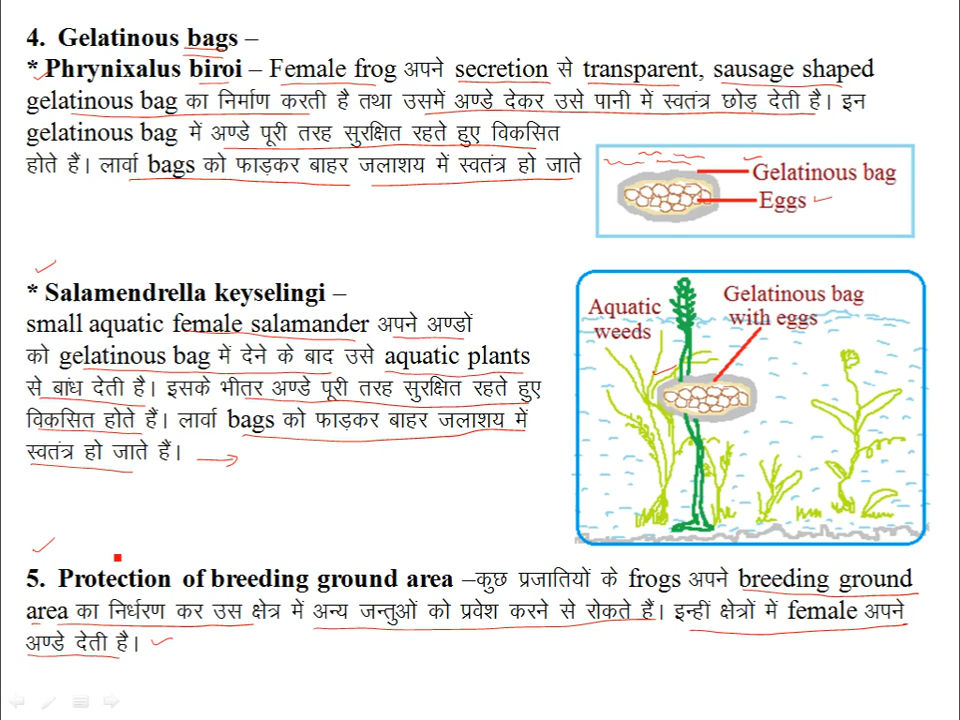 4. Gelatinous bags –
* Phrynixalus biroi – Female frog अपने secretion से transparent, sausage shaped
gelatinous bag का निर्माण करती है तथा उसमें अण्डे देकर उसे पानी में स्वतंत्र छोड़ देती है। इन
gelatinous bag में अण्डे पूरी तरह सुरक्षित रहते हुए विकसित
होते हैं। लार्वा bags को फाड़कर बाहर जलाशय में स्वतंत्र हो जाते
Gelatinous bag
Eggs
* Salamendrella keyselingi –
small aquatic female salamander अपने अण्डों
को gelatinous bag में देने के बाद उसे aquatic plants
से बांध देती है। इसके भीतर अण्डे पूरी तरह सुरक्षित रहते हुए
विकसित होते हैं। लार्वा bags को फाड़कर बाहर जलाशय में
स्वतंत्र हो जाते हैं।
Aquatic
weeds
Gelatinous bag
with eggs
5. Protection of breeding ground area –कुछ प्रजातियों के frogs अपने breeding ground
area का निर्धरण कर उस क्षेत्र में अन्य जन्तुओं को प्रवेश करने से रोकते हैं। इन्हीं क्षेत्रों में female अपने
अण्डे देती है।